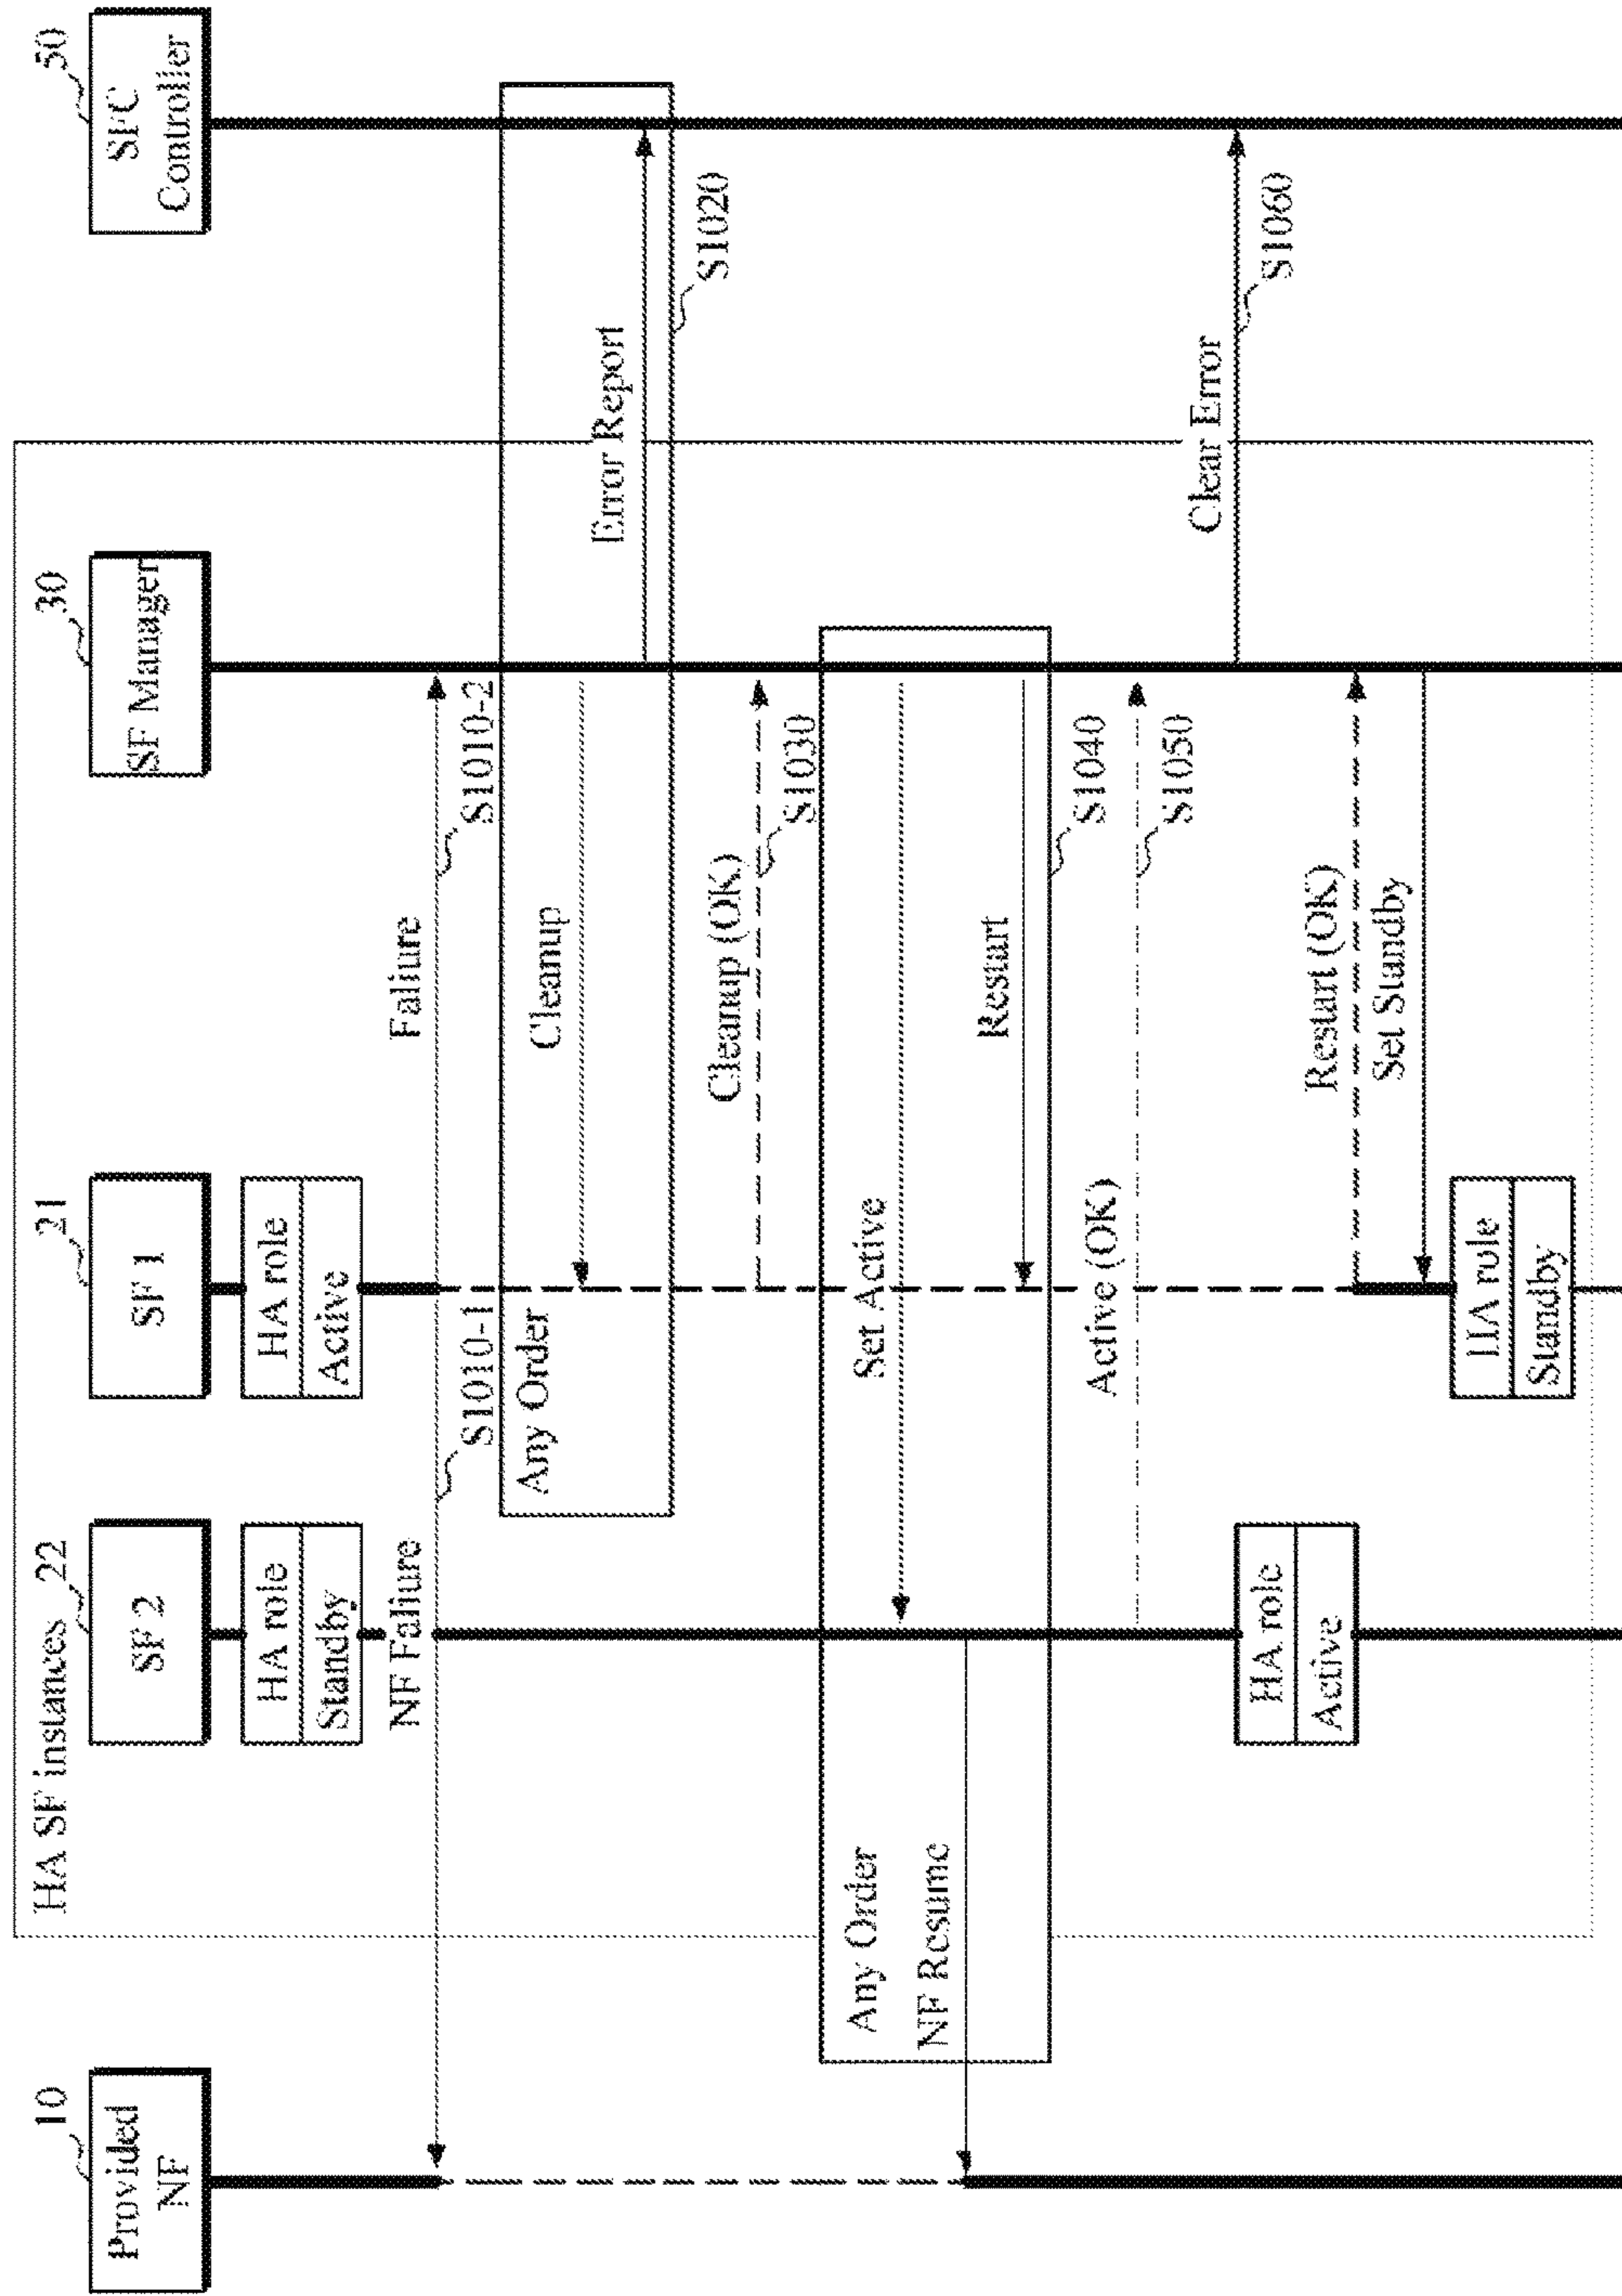 HA SF instances
10
22
21
30
50
Provided
NF
SF 2
SF 1
SF Manager
SFC
Controller
HA role
Standby
HA role
Active
NF Faliure
Faliure
S1010-1
S1010-2
Any Order
Cleanup
Error Report
S1020
Cleanup (OK)
S1030
Any Order
Set Active
NF Resume
Restart
S1040
Active (OK)
S1050
Clear Error
S1060
HA role
Active
Restart (OK)
Set Standby
HA role
Standby